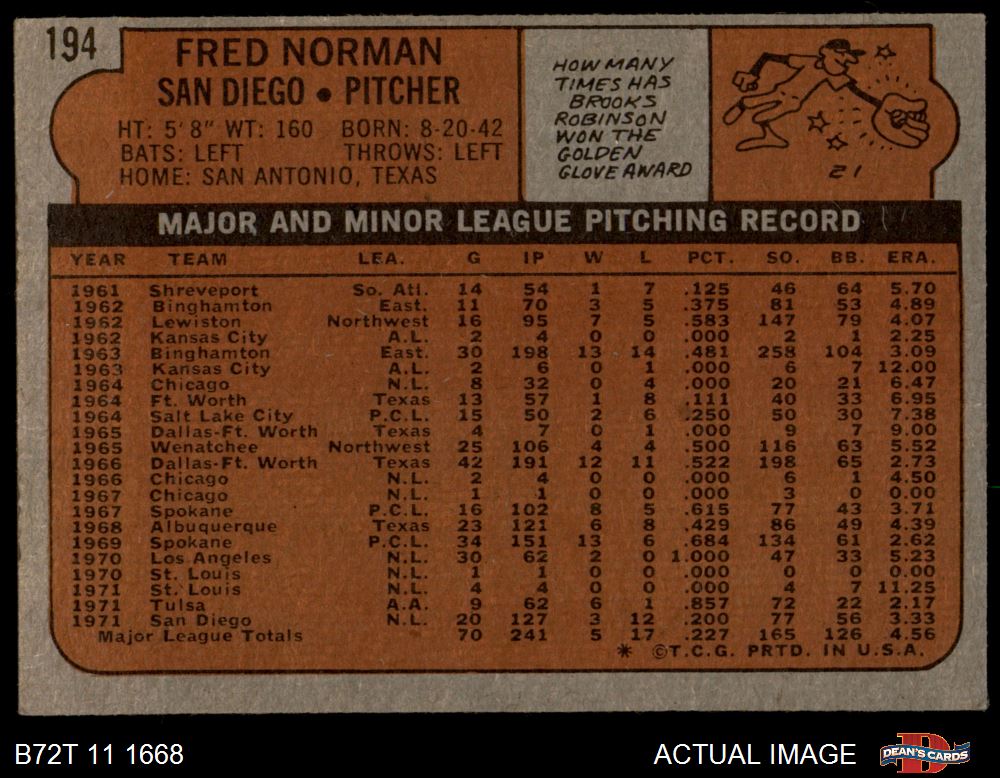 194
FRED NORMAN
SAN DIEGO • PITCHER
HT: 5'8" WT: 160 BORN: 8-20-42
BATS: LEFT THROWS: LEFT
HOME: SAN ANTONIO, TEXAS
HOW MANY
TIMES HAS
BROOKS
ROBINSON
WON THE
GOLDEN
GLOVE AWARD
21
MAJOR AND MINOR LEAGUE PITCHING RECORD
YEAR TEAM LEA. G IP W L PCT. SO. BB. ERA.
1961 Shreveport So. Atl. 14 54 1 7 .125 46 64 5.70
1962 Binghamton East. 11 70 3 5 .375 81 53 4.89
1962 Lewiston Northwest 16 95 7 5 .583 147 79 4.07
1962 Kansas City A.L. 2 4 0 0 .000 2 1 2.25
1963 Binghamton East. 30 198 13 14 .481 258 104 3.09
1963 Kansas City A.L. 2 6 0 1 .000 6 7 12.00
1964 Chicago N.L. 8 32 0 4 .000 20 21 6.47
1964 Ft. Worth Texas 13 57 1 8 .111 40 33 6.95
1964 Salt Lake City P.C.L. 15 50 2 6 .250 50 30 7.38
1965 Dallas-Ft. Worth Texas 4 7 0 1 .000 9 7 9.00
1965 Wenatchee Northwest 25 106 4 4 .500 116 63 5.52
1966 Dallas-Ft. Worth Texas 42 191 12 11 .522 198 65 2.73
1966 Chicago N.L. 2 4 0 0 .000 6 1 4.50
1967 Chicago N.L. 1 1 0 0 .000 3 0 0.00
1967 Spokane P.C.L. 16 102 8 5 .615 77 43 3.71
1968 Albuquerque Texas 23 121 6 8 .429 86 49 4.39
1969 Spokane P.C.L. 34 151 13 6 .684 134 61 2.62
1970 Los Angeles N.L. 30 62 2 0 1.000 47 33 5.23
1970 St. Louis N.L. 1 1 0 0 .000 0 0 0.00
1971 St. Louis N.L. 4 4 0 0 .000 4 7 11.25
1971 Tulsa A.A. 9 62 6 1 .857 72 22 2.17
1971 San Diego N.L. 20 127 3 12 .200 77 56 3.33
Major League Totals 70 241 5 17 .227 165 126 4.56
* ©T.C.G. PRTD. IN U.S.A.
B72T 11 1668
ACTUAL IMAGE
DEAN'S CARDS